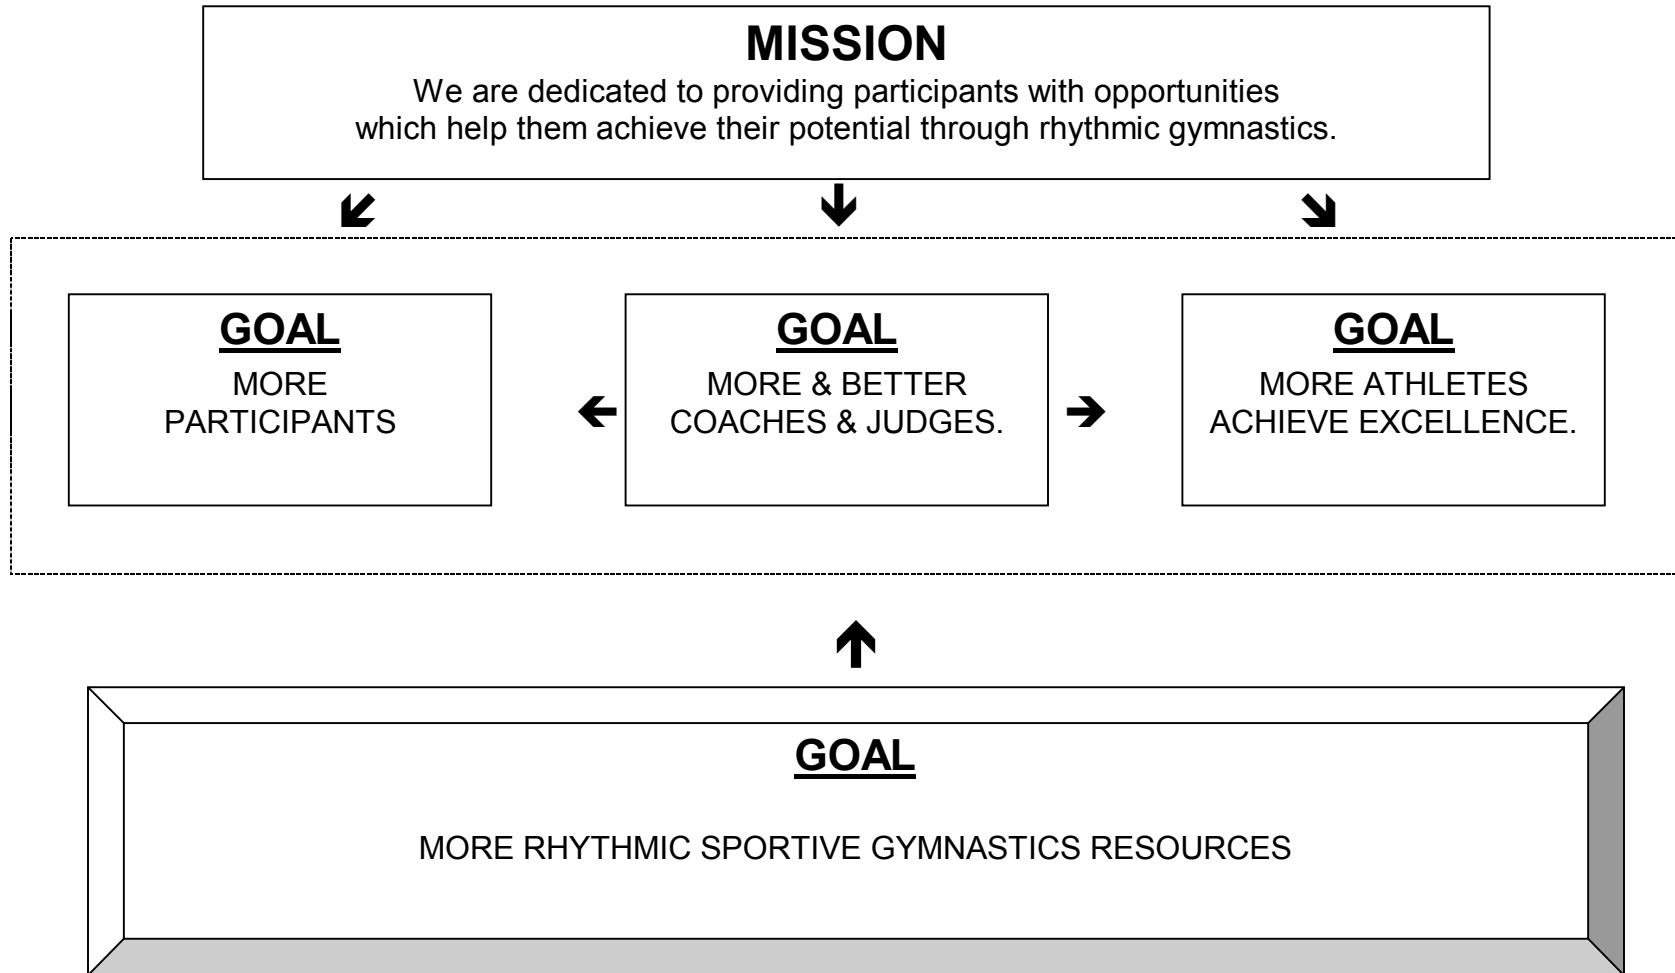 MISSION
We are dedicated to providing participants with opportunities
which help them achieve their potential through rhythmic gymnastics.
GOAL
MORE
PARTICIPANTS
GOAL
MORE & BETTER
COACHES & JUDGES.
GOAL
MORE ATHLETES
ACHIEVE EXCELLENCE.
GOAL
MORE RHYTHMIC SPORTIVE GYMNASTICS RESOURCES